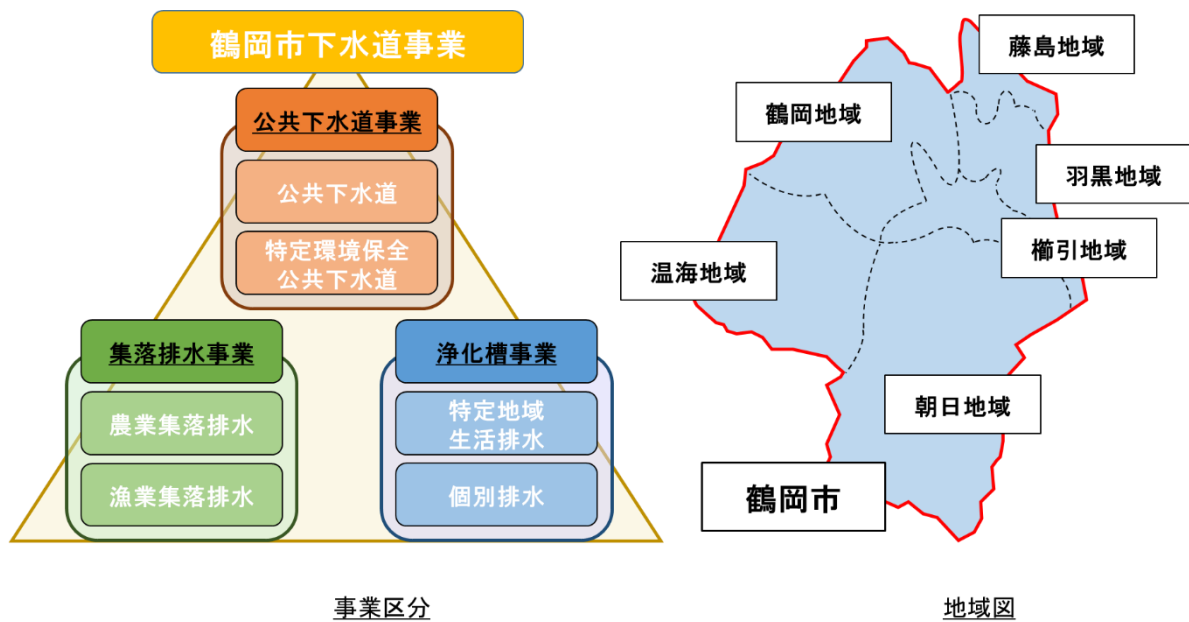 鶴岡市下水道事業
公共下水道事業
公共下水道
特定環境保全
公共下水道
集落排水事業
農業集落排水
漁業集落排水
浄化槽事業
特定地域
生活排水
個別排水
事業区分
藤島地域
鶴岡地域
羽黒地域
櫛引地域
温海地域
朝日地域
鶴岡市
地域図